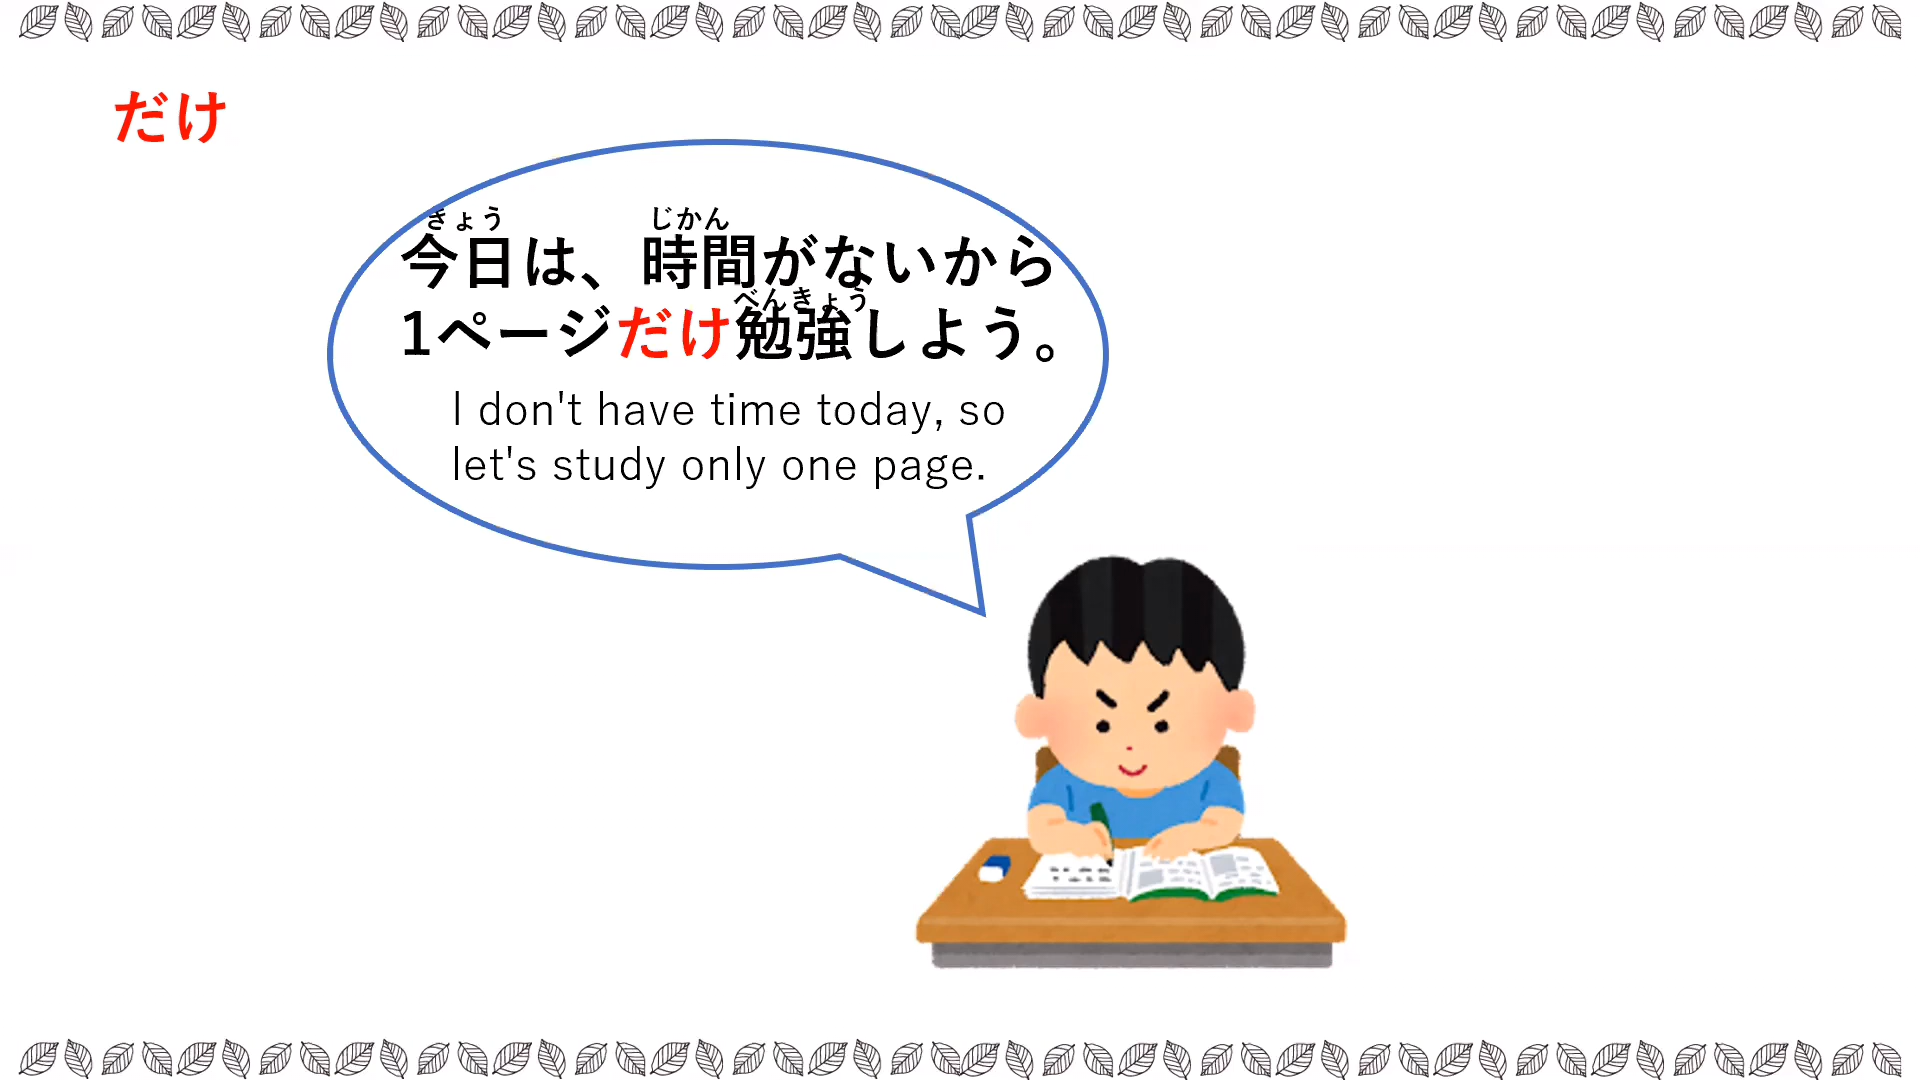 だけ
きょう じかん
今日は、時間がないから
べんきょう
1ページだけ勉強しよう。
I don't have time today, so
let's study only one page.